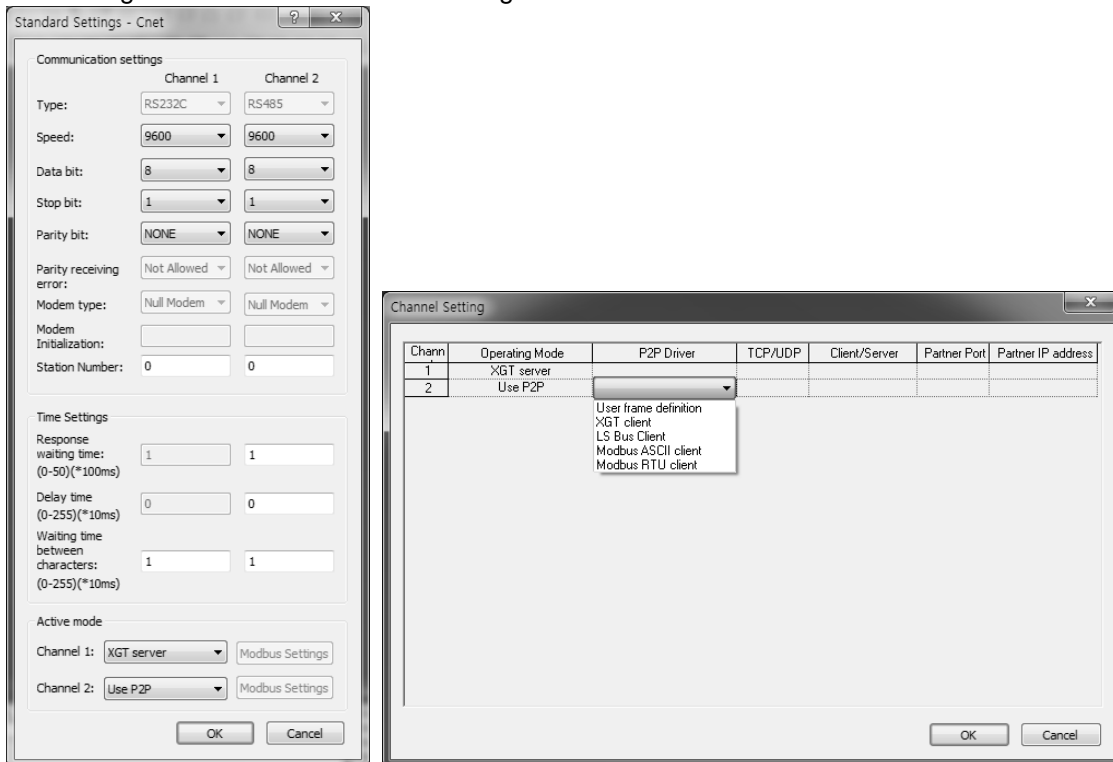 Standard Settings - Cnet
Communication settings
Channel 1 Channel 2
Type: RS232C RS485
Speed: 9600 9600
Data bit: 8 8
Stop bit: 1 1
Parity bit: NONE NONE
Parity receiving error: Not Allowed Not Allowed
Modem type: Null Modem Null Modem
Modem Initialization:
Station Number: 0 0
Time Settings
Response waiting time: (0-50)(*100ms) 1 1
Delay time (0-255)(*10ms) 0 0
Waiting time between characters: (0-255)(*10ms) 1 1
Active mode
Channel 1: XGT server Modbus Settings
Channel 2: Use P2P Modbus Settings
OK Cancel
Channel Setting
Chann Operating Mode P2P Driver TCP/UDP Client/Server Partner Port Partner IP address
1 XGT server
2 Use P2P
User frame definition
XGT client
LS Bus Client
Modbus ASCII client
Modbus RTU client
OK Cancel